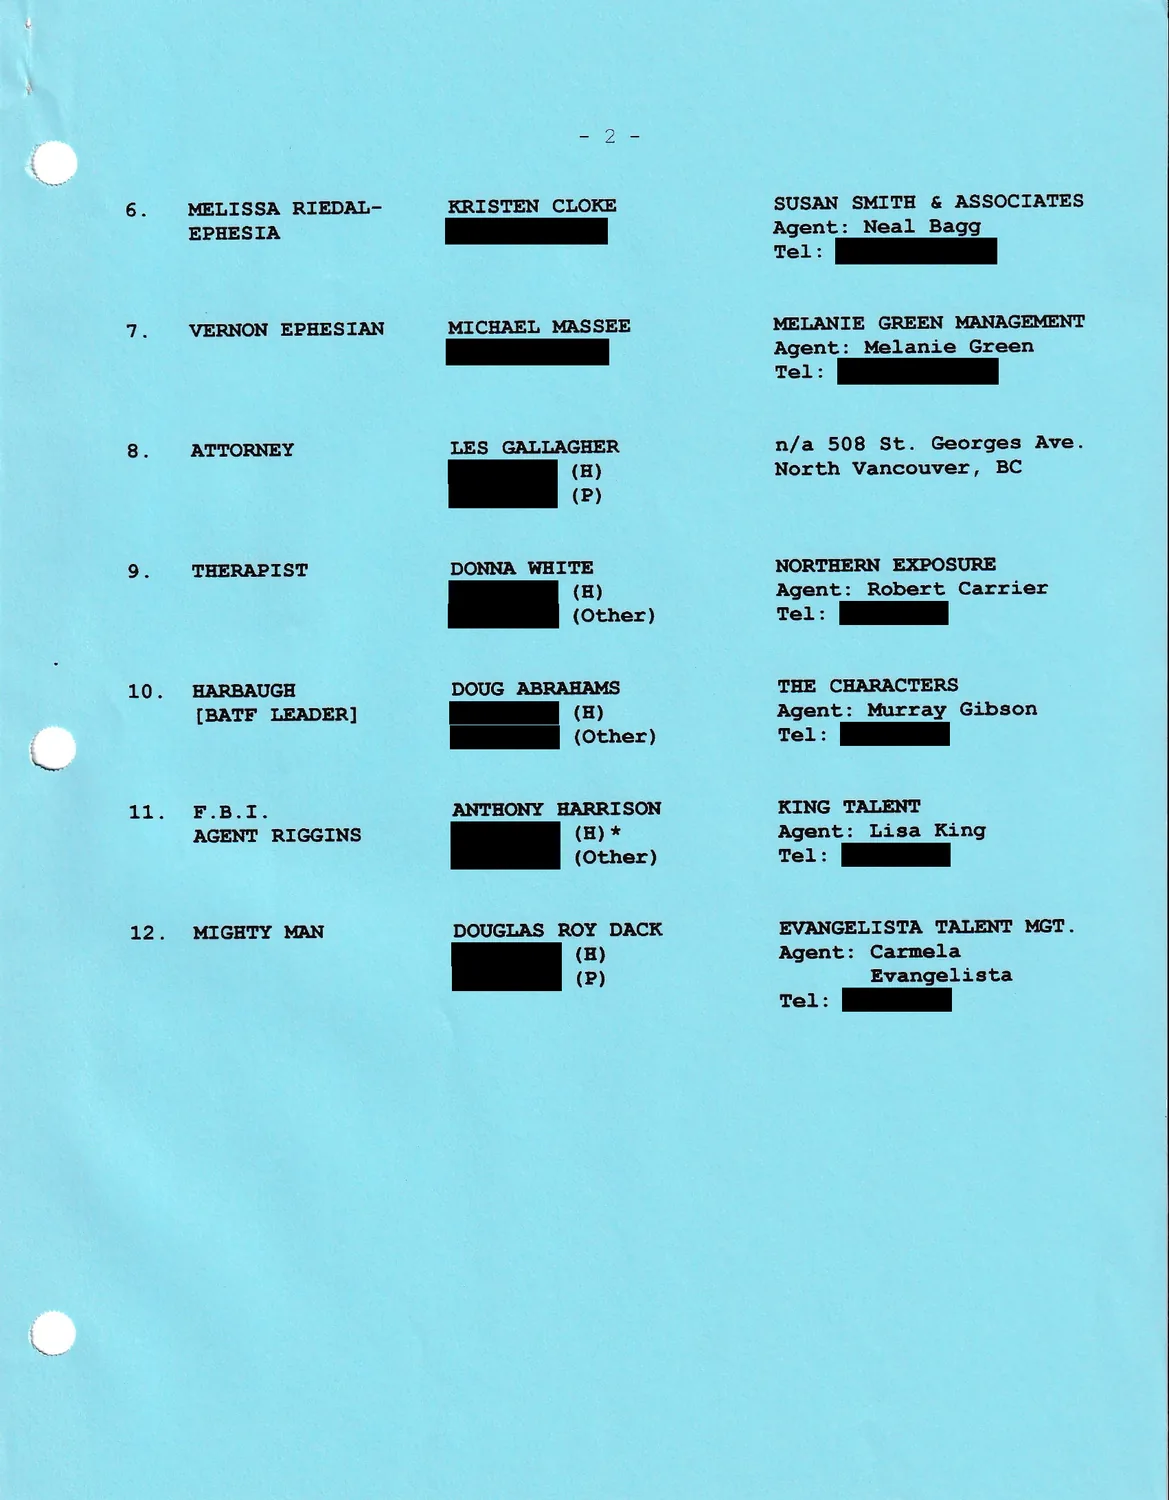 - 2 -
6. MELISSA RIEDAL- KRISTEN CLOKE SUSAN SMITH & ASSOCIATES
EPHESIA Agent: Neal Bagg
Tel:
7. VERNON EPHESIAN MICHAEL MASSEE MELANIE GREEN MANAGEMENT
Agent: Melanie Green
Tel:
8. ATTORNEY LES GALLAGHER n/a 508 St. Georges Ave.
(H) North Vancouver, BC
(P)
9. THERAPIST DONNA WHITE NORTHERN EXPOSURE
(H) Agent: Robert Carrier
(Other) Tel:
10. HARBAUGH DOUG ABRAHAMS THE CHARACTERS
[BATF LEADER] (H) Agent: Murray Gibson
(Other) Tel:
11. F.B.I. ANTHONY HARRISON KING TALENT
AGENT RIGGINS (H)* Agent: Lisa King
(Other) Tel:
12. MIGHTY MAN DOUGLAS ROY DACK EVANGELISTA TALENT MGT.
(H) Agent: Carmela
(P) Evangelista
Tel: